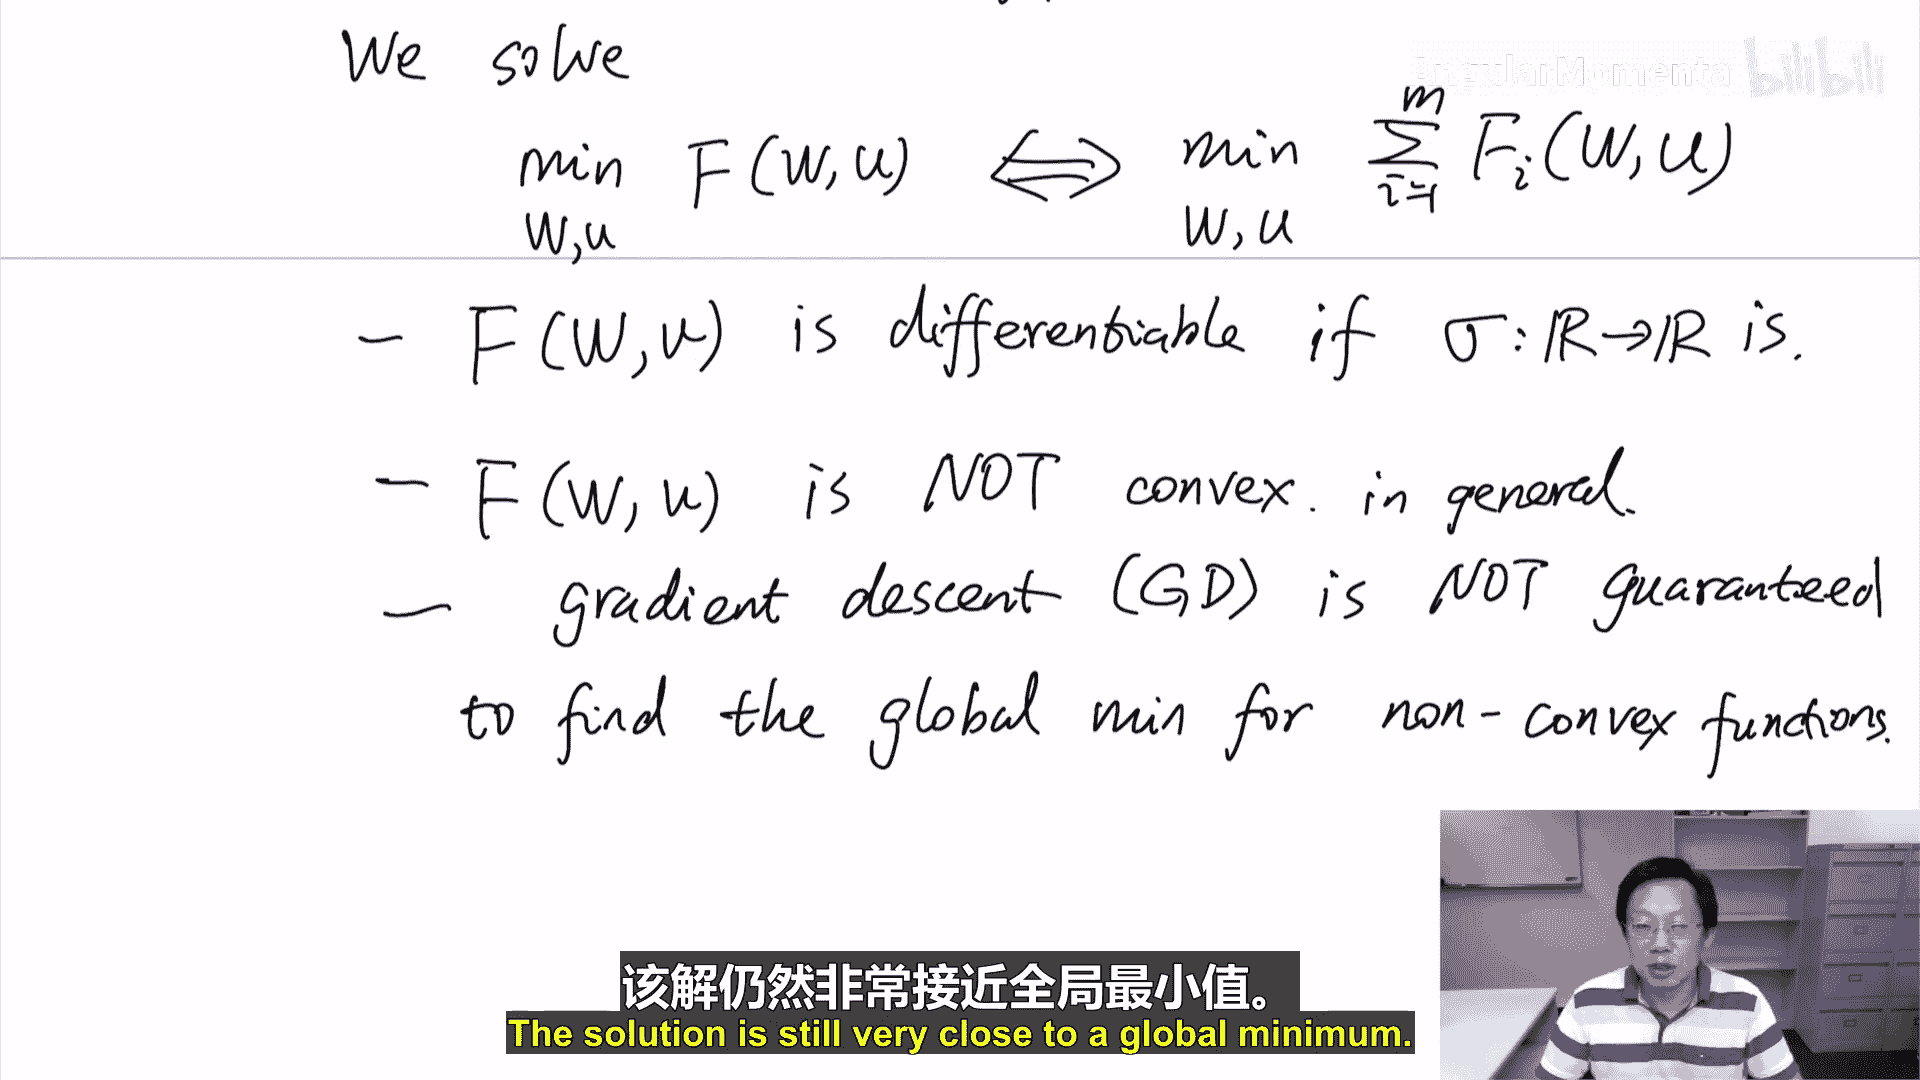 We solve
AngularMomenta bilibili
min F(W,u) ⟺ min Σ F_i(W,u)
W,u W,u i=1 m
- F(W,u) is differentiable if σ: ℝ→ℝ is.
- F(W,u) is NOT convex. in general.
- gradient descent (GD) is NOT guaranteed
to find the global min for non-convex functions.
该解仍然非常接近全局最小值。
The solution is still very close to a global minimum.